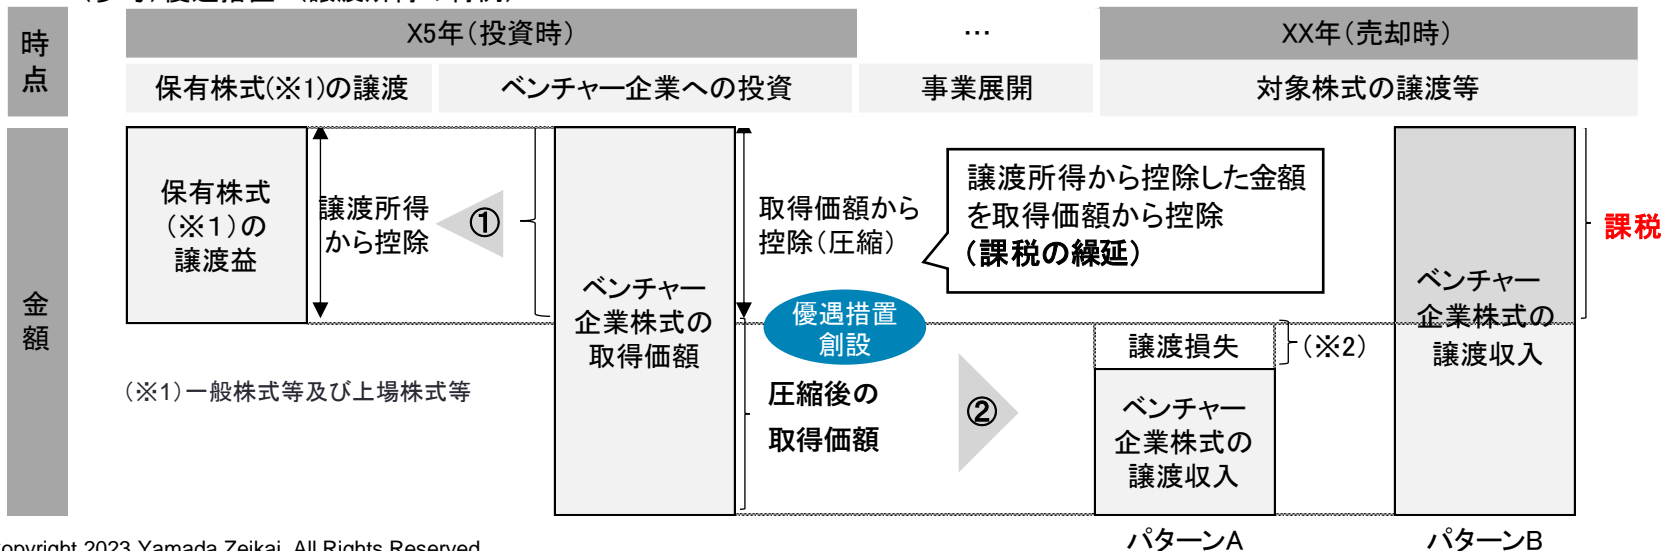 時
点
X5年（投資時）
…
XX年（売却時）
保有株式(※1)の譲渡
ベンチャー企業への投資
事業展開
対象株式の譲渡等
金
額
保有株式
（※１）の
譲渡益
譲渡所得
から控除
①
ベンチャー
企業株式の
取得価額
取得価額から
控除（圧縮）
譲渡所得から控除した金額
を取得価額から控除
（課税の繰延）
優遇措置
創設
圧縮後の
取得価額
②
譲渡損失
（※2）
ベンチャー
企業株式の
譲渡収入
ベンチャー
企業株式の
譲渡収入
課税
（※1）一般株式等及び上場株式等
パターンA
パターンB
opyright 2023 Yamada Zeikai. All Rights Reserved